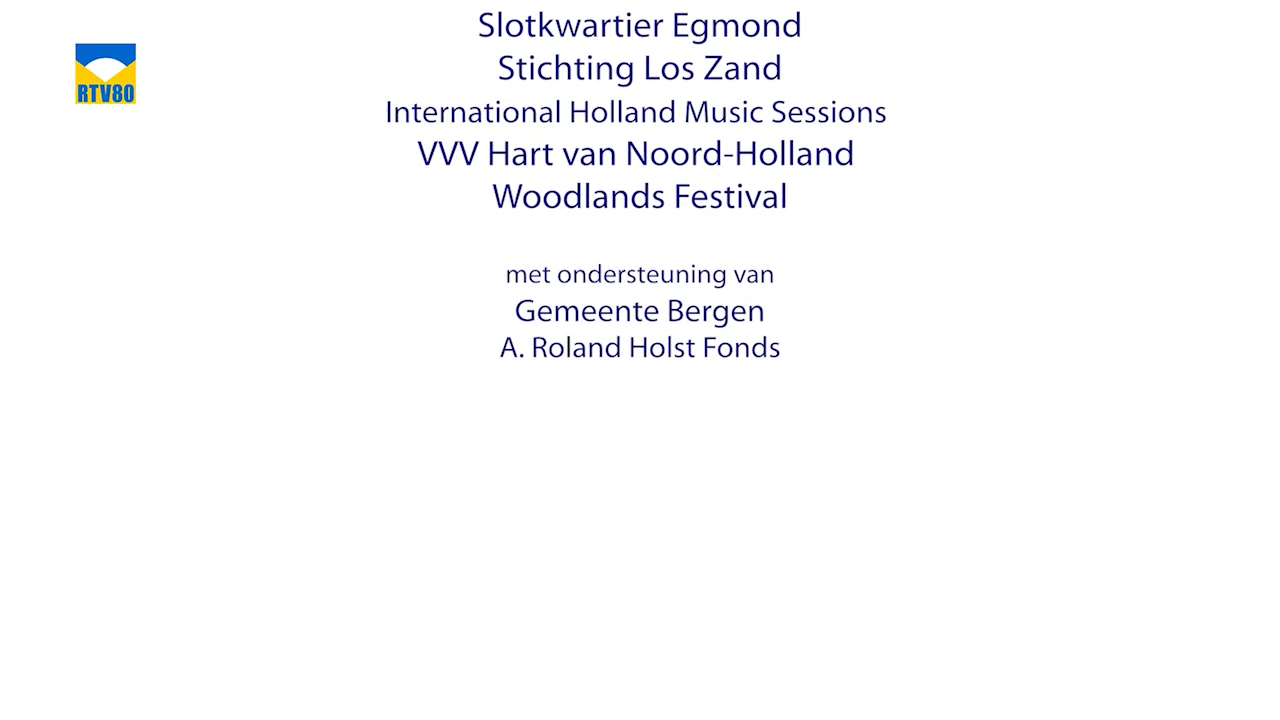 Slotkwartier Egmond
Stichting Los Zand
International Holland Music Sessions
VVV Hart van Noord-Holland
Woodlands Festival
met ondersteuning van
Gemeente Bergen
A. Roland Holst Fonds
RTV80